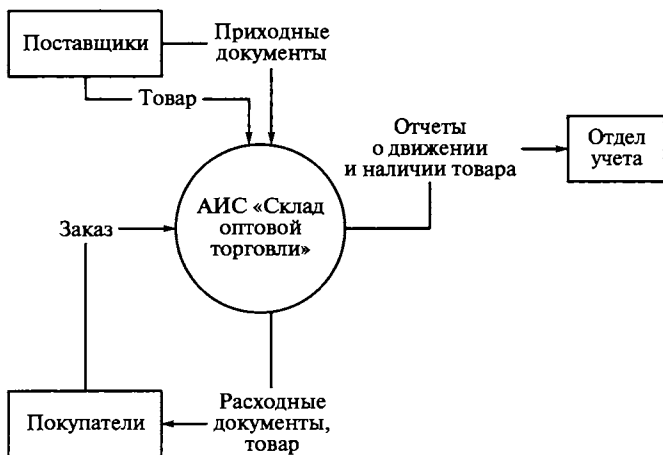 Поставщики
Приходные
документы
Товар
Отчеты
о движении
и наличии товара
Отдел
учета
АИС «Склад
оптовой
торговли»
Заказ
Покупатели
Расходные
документы,
товар